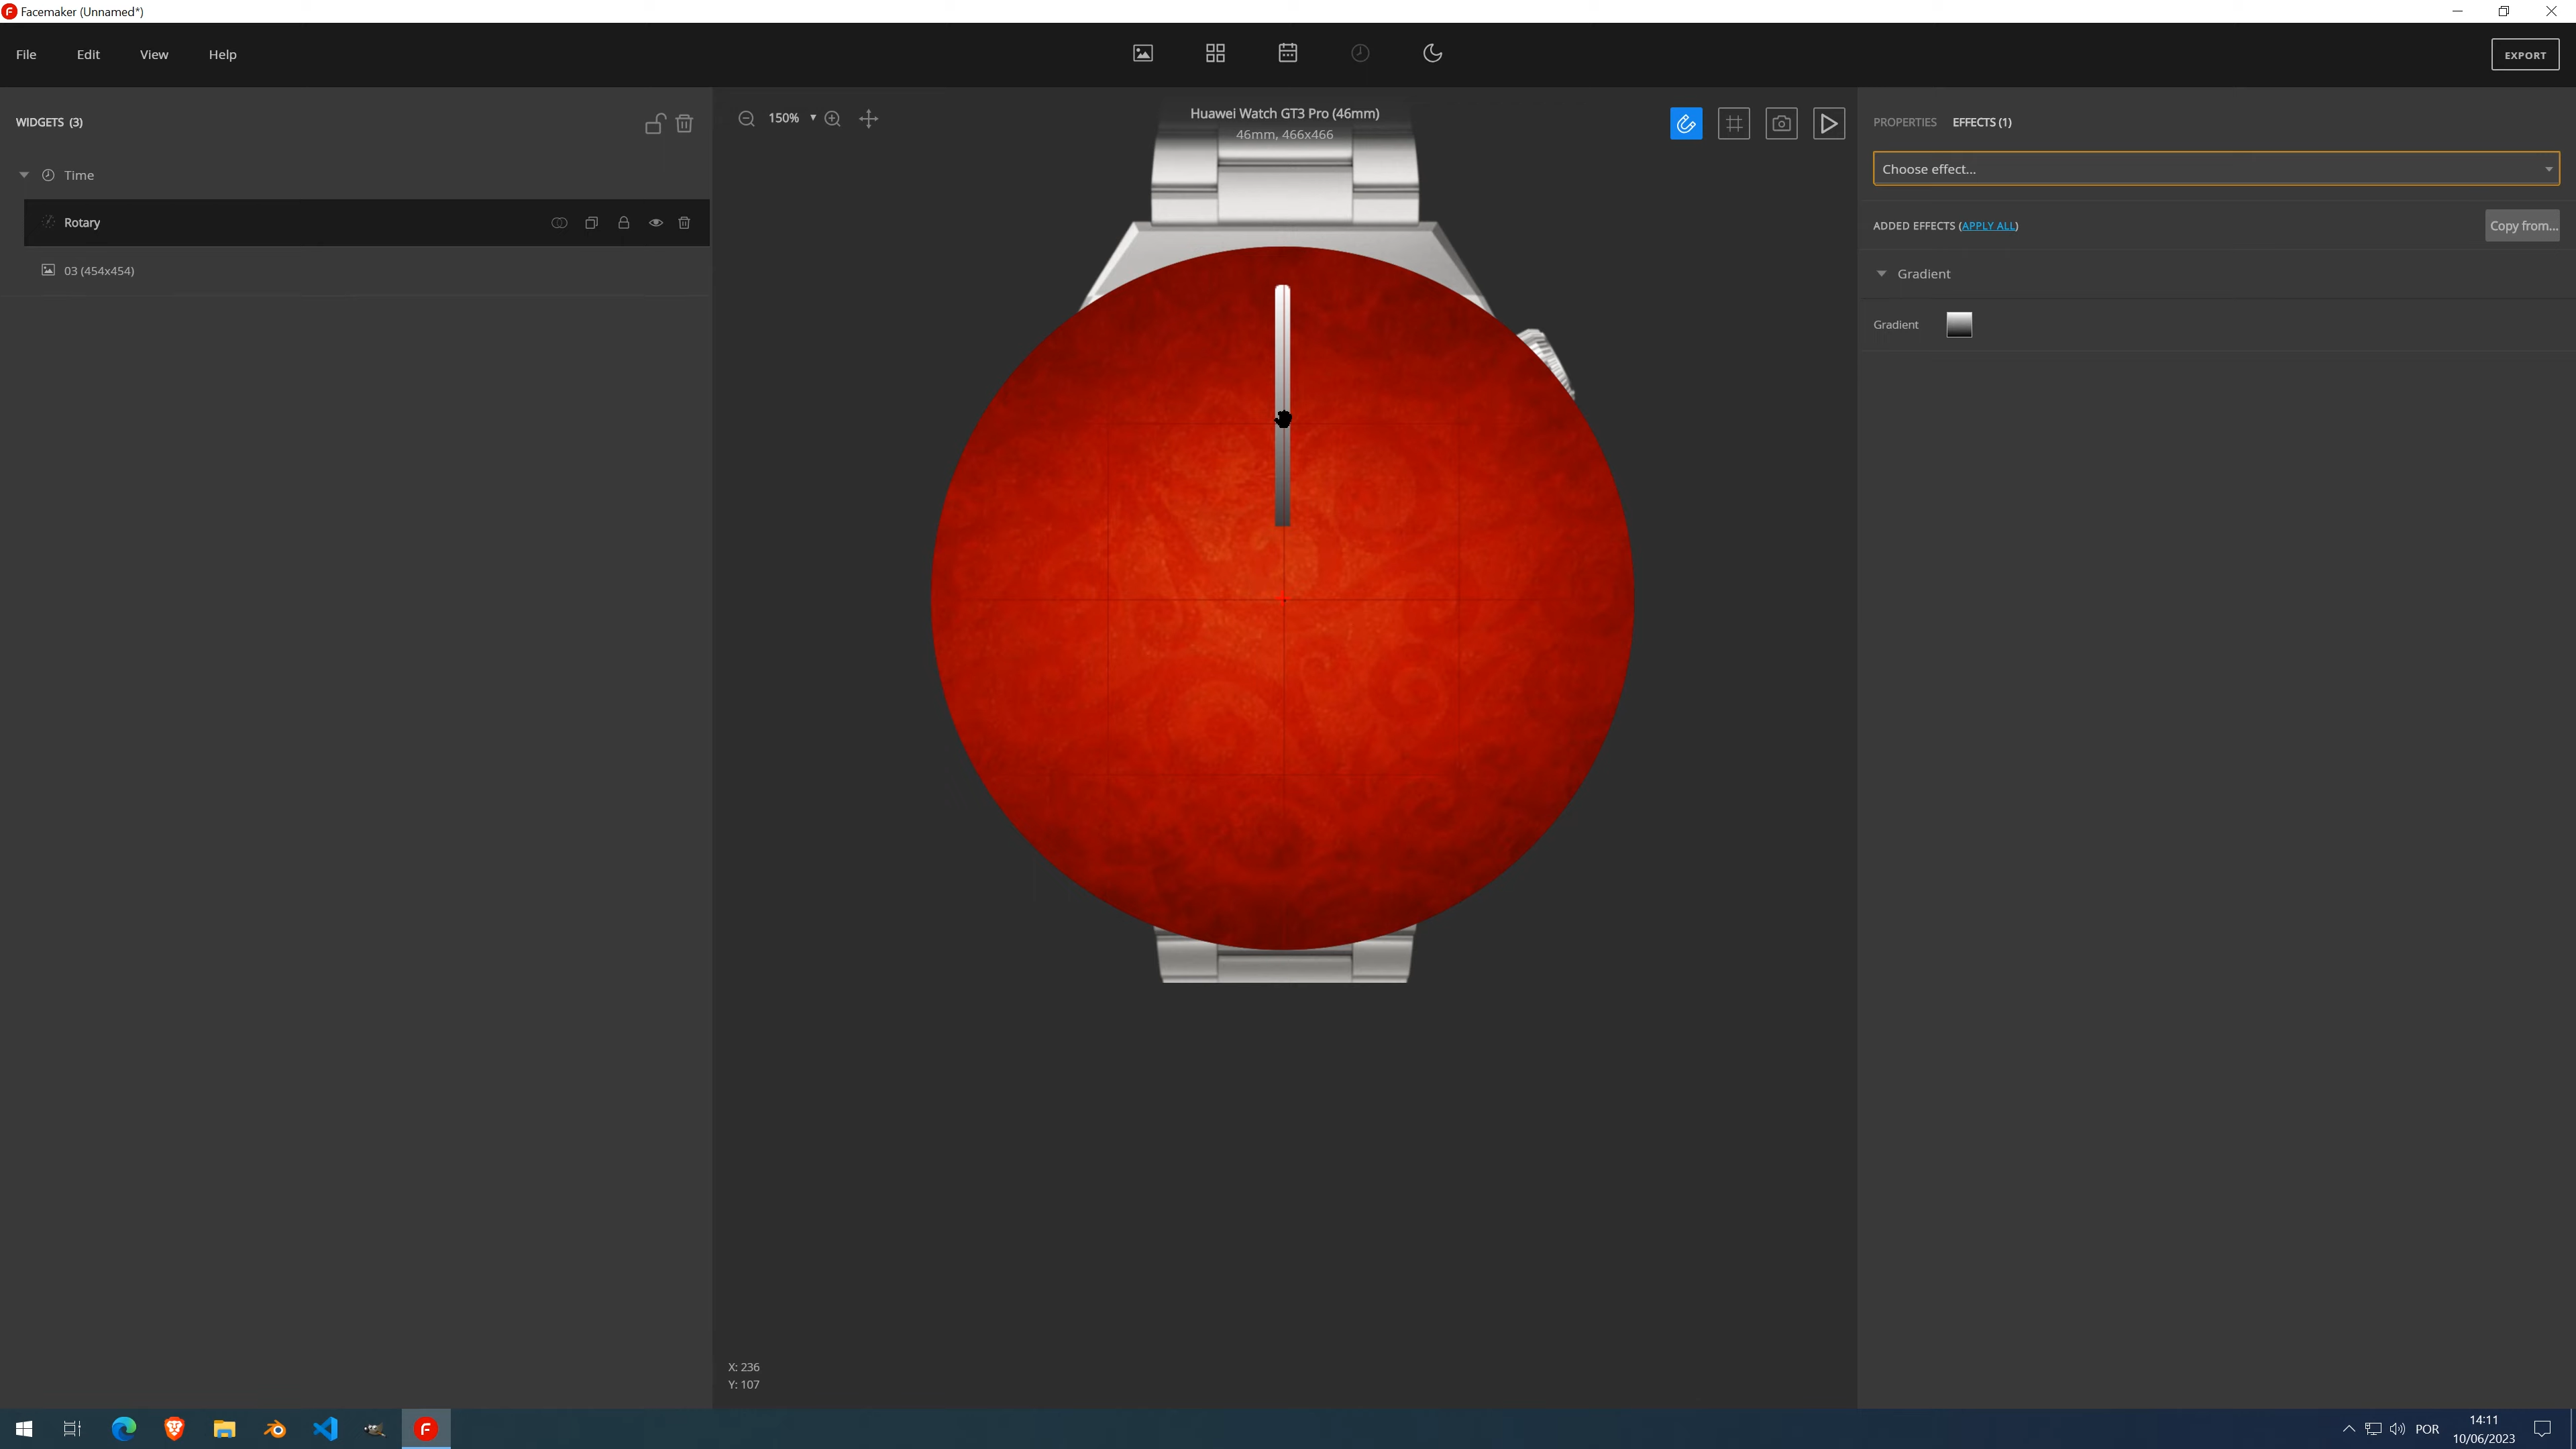 Facemaker (Unnamed*)
File Edit View Help
EXPORT
WIDGETS (3)
Time
Rotary
03 (454x454)
150%
Huawei Watch GT3 Pro (46mm)
46mm, 466x466
X: 236
Y: 107
PROPERTIES EFFECTS (1)
Choose effect...
ADDED EFFECTS (APPLY ALL) Copy from...
Gradient
Gradient
POR
14:11
10/06/2023